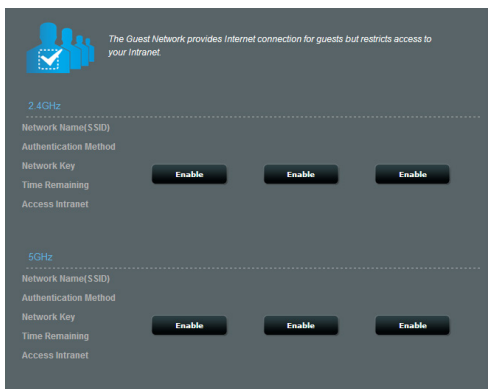 The Guest Network provides Internet connection for guests but restricts access to
your Intranet.
2.4GHz
Network Name(SSID)
Authentication Method
Network Key
Enable Enable Enable
Time Remaining
Access Intranet
5GHz
Network Name(SSID)
Authentication Method
Network Key
Enable Enable Enable
Time Remaining
Access Intranet